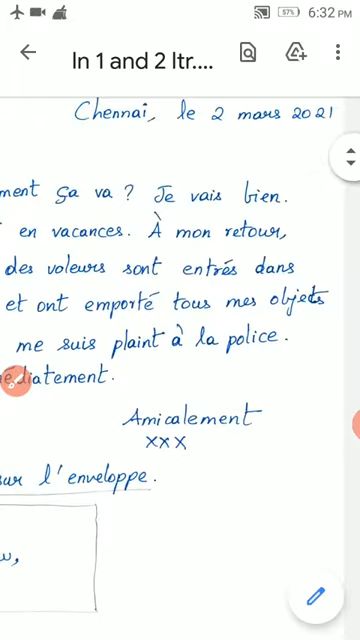 57% 6:32 PM
In 1 and 2 ltr....
Chennai, le 2 mars 2021
ment ça va? Je vais bien.
en vacances. À mon retour,
des voleurs sont entrés dans
et ont emporté tous mes objets
me suis plaint à la police.
édiatement.
Amicalement
XXX
sur l'enveloppe.